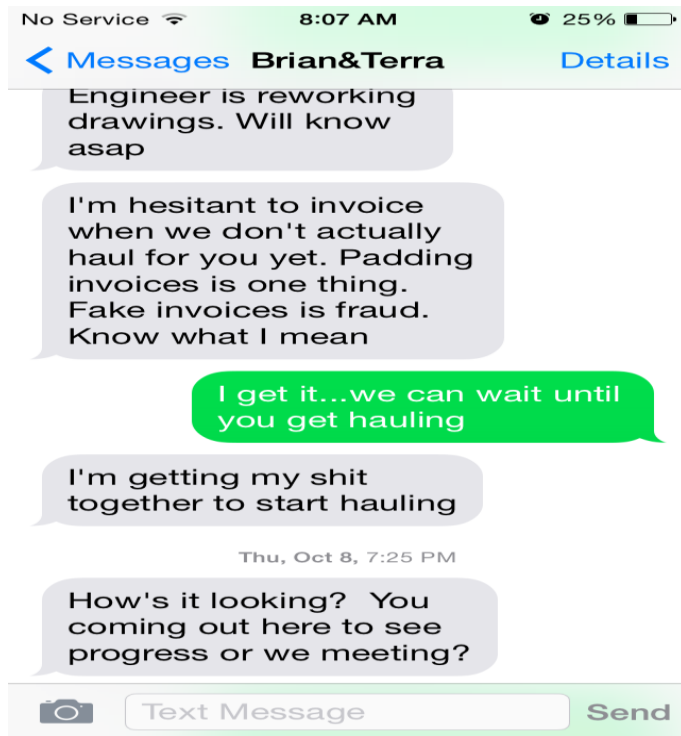 No Service 8:07 AM 25%
Messages Brian&Terra Details
Engineer is reworking
drawings. Will know
asap
I'm hesitant to invoice
when we don't actually
haul for you yet. Padding
invoices is one thing.
Fake invoices is fraud.
Know what I mean
I get it...we can wait until
you get hauling
I'm getting my shit
together to start hauling
Thu, Oct 8, 7:25 PM
How's it looking?  You
coming out here to see
progress or we meeting?
Text Message Send